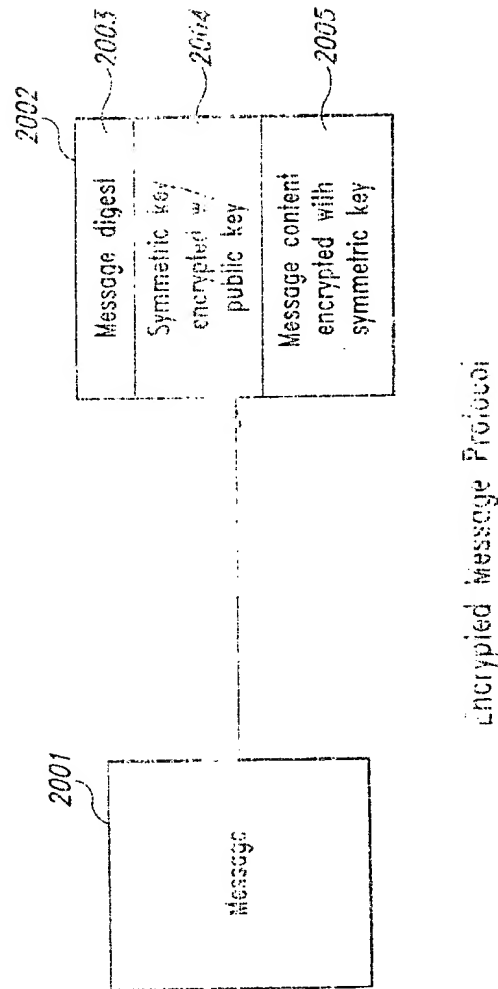 2001
Message
2002
Message digest
2003
Symmetric key
encrypted w/
public key
2004
Message content
encrypted with
symmetric key
2005
Encrypted Message Protocol